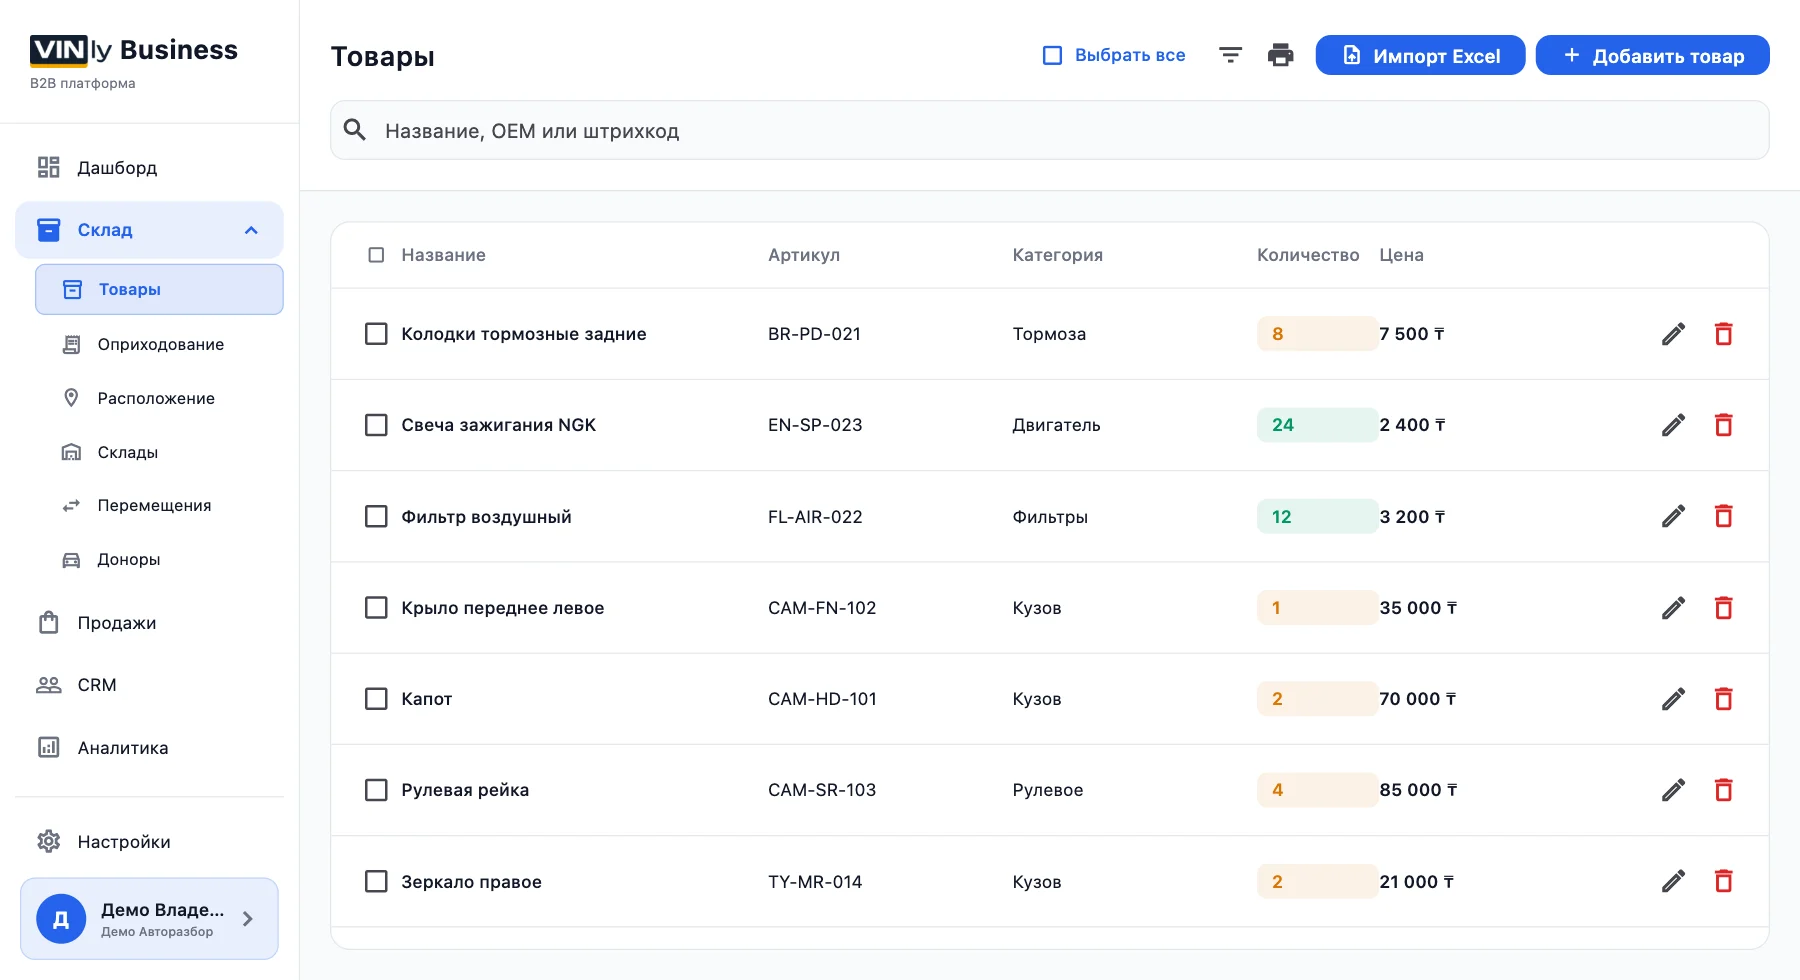 VINly Business
B2B платформа
Дашборд
Склад
Товары
Оприходование
Расположение
Склады
Перемещения
Доноры
Продажи
CRM
Аналитика
Настройки
Д
Демо Владе...
Демо Авторазбор
Товары
Выбрать все
Импорт Excel
+ Добавить товар
Название, OEM или штрихкод
Название Артикул Категория Количество Цена
Колодки тормозные задние BR-PD-021 Тормоза 8 7 500 ₸
Свеча зажигания NGK EN-SP-023 Двигатель 24 2 400 ₸
Фильтр воздушный FL-AIR-022 Фильтры 12 3 200 ₸
Крыло переднее левое CAM-FN-102 Кузов 1 35 000 ₸
Капот CAM-HD-101 Кузов 2 70 000 ₸
Рулевая рейка CAM-SR-103 Рулевое 4 85 000 ₸
Зеркало правое TY-MR-014 Кузов 2 21 000 ₸